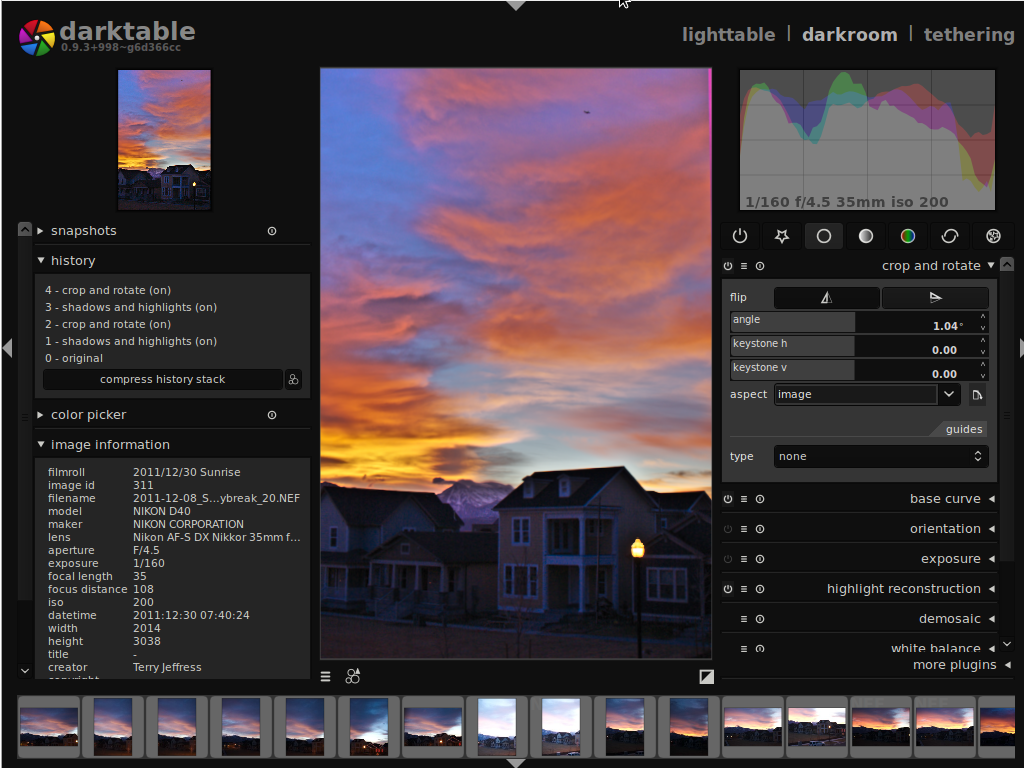 darktable
0.9.3+998~g6d366cc
lighttable | darkroom | tethering
snapshots
history
4 - crop and rotate (on)
3 - shadows and highlights (on)
2 - crop and rotate (on)
1 - shadows and highlights (on)
0 - original
compress history stack
color picker
image information
filmroll 2011/12/30 Sunrise
image id 311
filename 2011-12-08_S...ybreak_20.NEF
model NIKON D40
maker NIKON CORPORATION
lens Nikon AF-S DX Nikkor 35mm f...
aperture F/4.5
exposure 1/160
focal length 35
focus distance 108
iso 200
datetime 2011:12:30 07:40:24
width 2014
height 3038
title -
creator Terry Jeffress
1/160 f/4.5 35mm iso 200
crop and rotate
flip
angle 1.04°
keystone h 0.00
keystone v 0.00
aspect image
guides
type none
base curve
orientation
exposure
highlight reconstruction
demosaic
white balance
more plugins